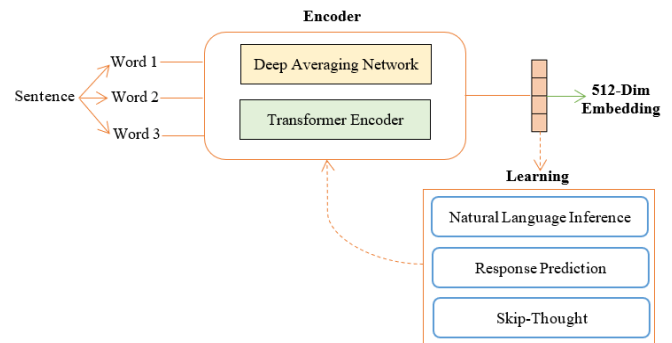 Encoder
Word 1
Deep Averaging Network
Sentence
Word 2
512-Dim
Embedding
Transformer Encoder
Word 3
Learning
Natural Language Inference
Response Prediction
Skip-Thought